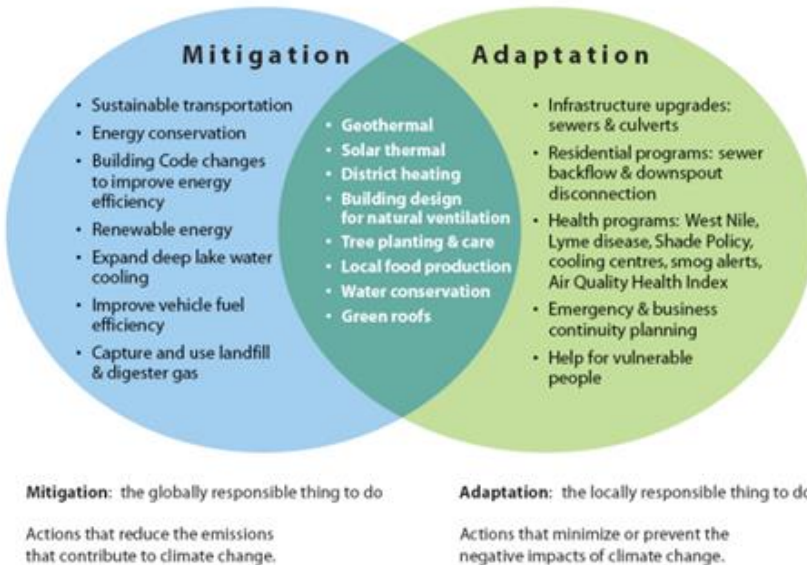 Mitigation
• Sustainable transportation
• Energy conservation
• Building Code changes
to improve energy
efficiency
• Renewable energy
• Expand deep lake water
cooling
• Improve vehicle fuel
efficiency
• Capture and use landfill
& digester gas
• Geothermal
• Solar thermal
• District heating
• Building design
for natural ventilation
• Tree planting & care
• Local food production
• Water conservation
• Green roofs
Adaptation
• Infrastructure upgrades:
sewers & culverts
• Residential programs: sewer
backflow & downspout
disconnection
• Health programs: West Nile,
Lyme disease, Shade Policy,
cooling centres, smog alerts,
Air Quality Health Index
• Emergency & business
continuity planning
• Help for vulnerable
people
Mitigation: the globally responsible thing to do
Actions that reduce the emissions
that contribute to climate change.
Adaptation: the locally responsible thing to do
Actions that minimize or prevent the
negative impacts of climate change.